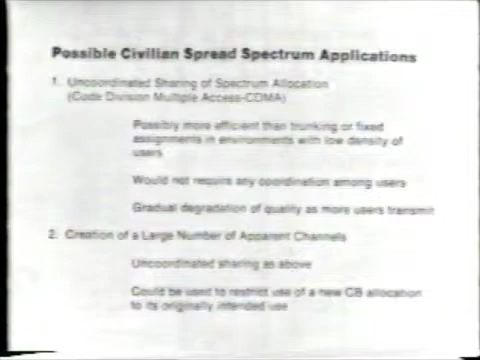 Possible Civilian Spread Spectrum Applications
1. Uncoordinated Sharing of Spectrum Allocation
(Code Division Multiple Access-CDMA)
Possibly more efficient than trunking or fixed
assignments in environments with low density of
users
Would not require any coordination among users
Gradual degradation of quality as more users transmit
2. Creation of a Large Number of Apparent Channels
Uncoordinated sharing as above
Could be used to restrict use of a new CB allocation
to its originally intended use